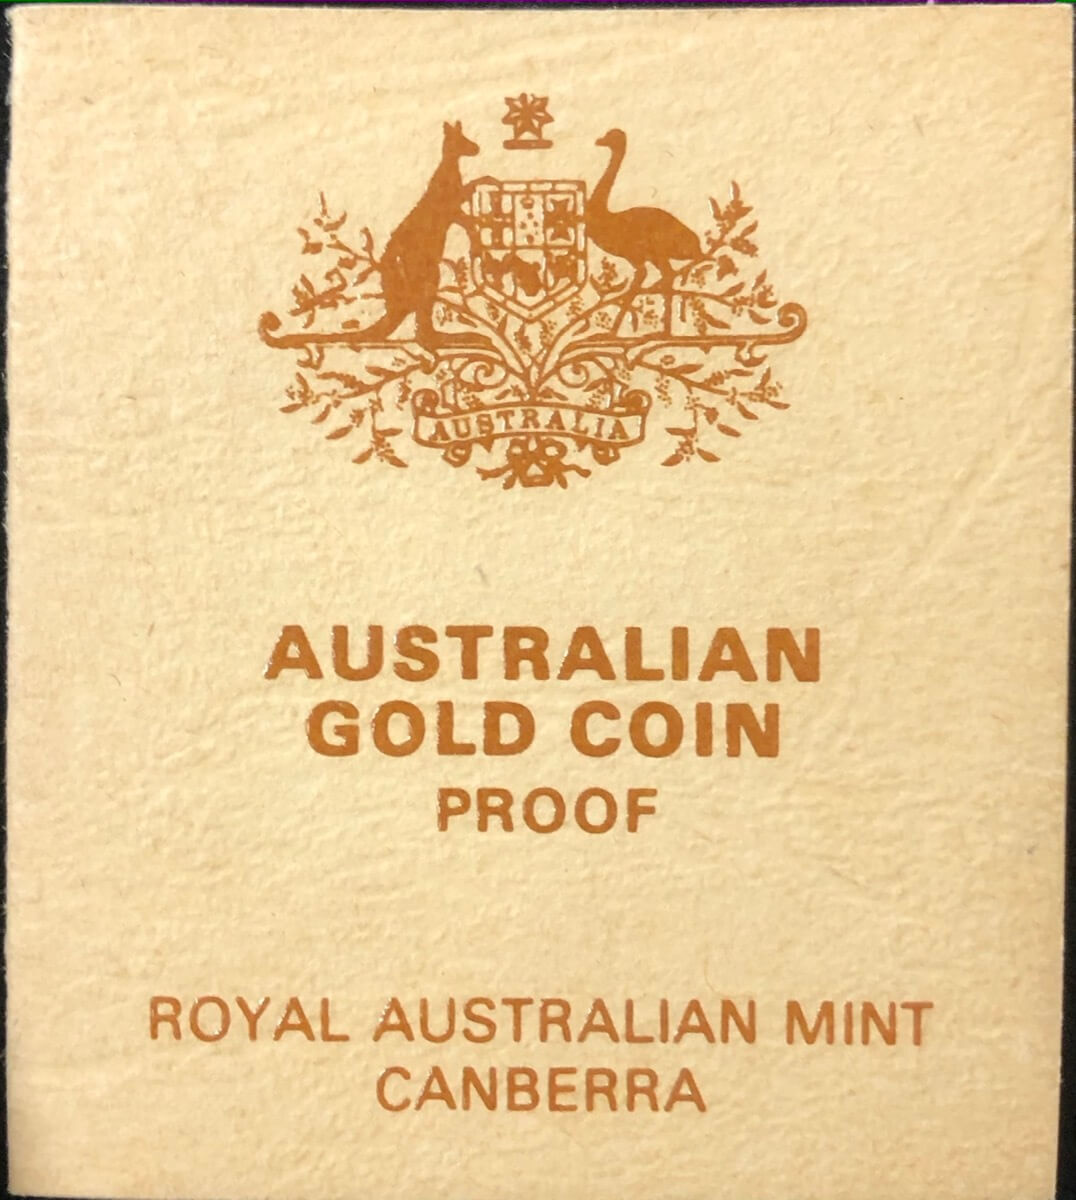 AUSTRALIA
AUSTRALIAN
GOLD COIN
PROOF
ROYAL AUSTRALIAN MINT
CANBERRA